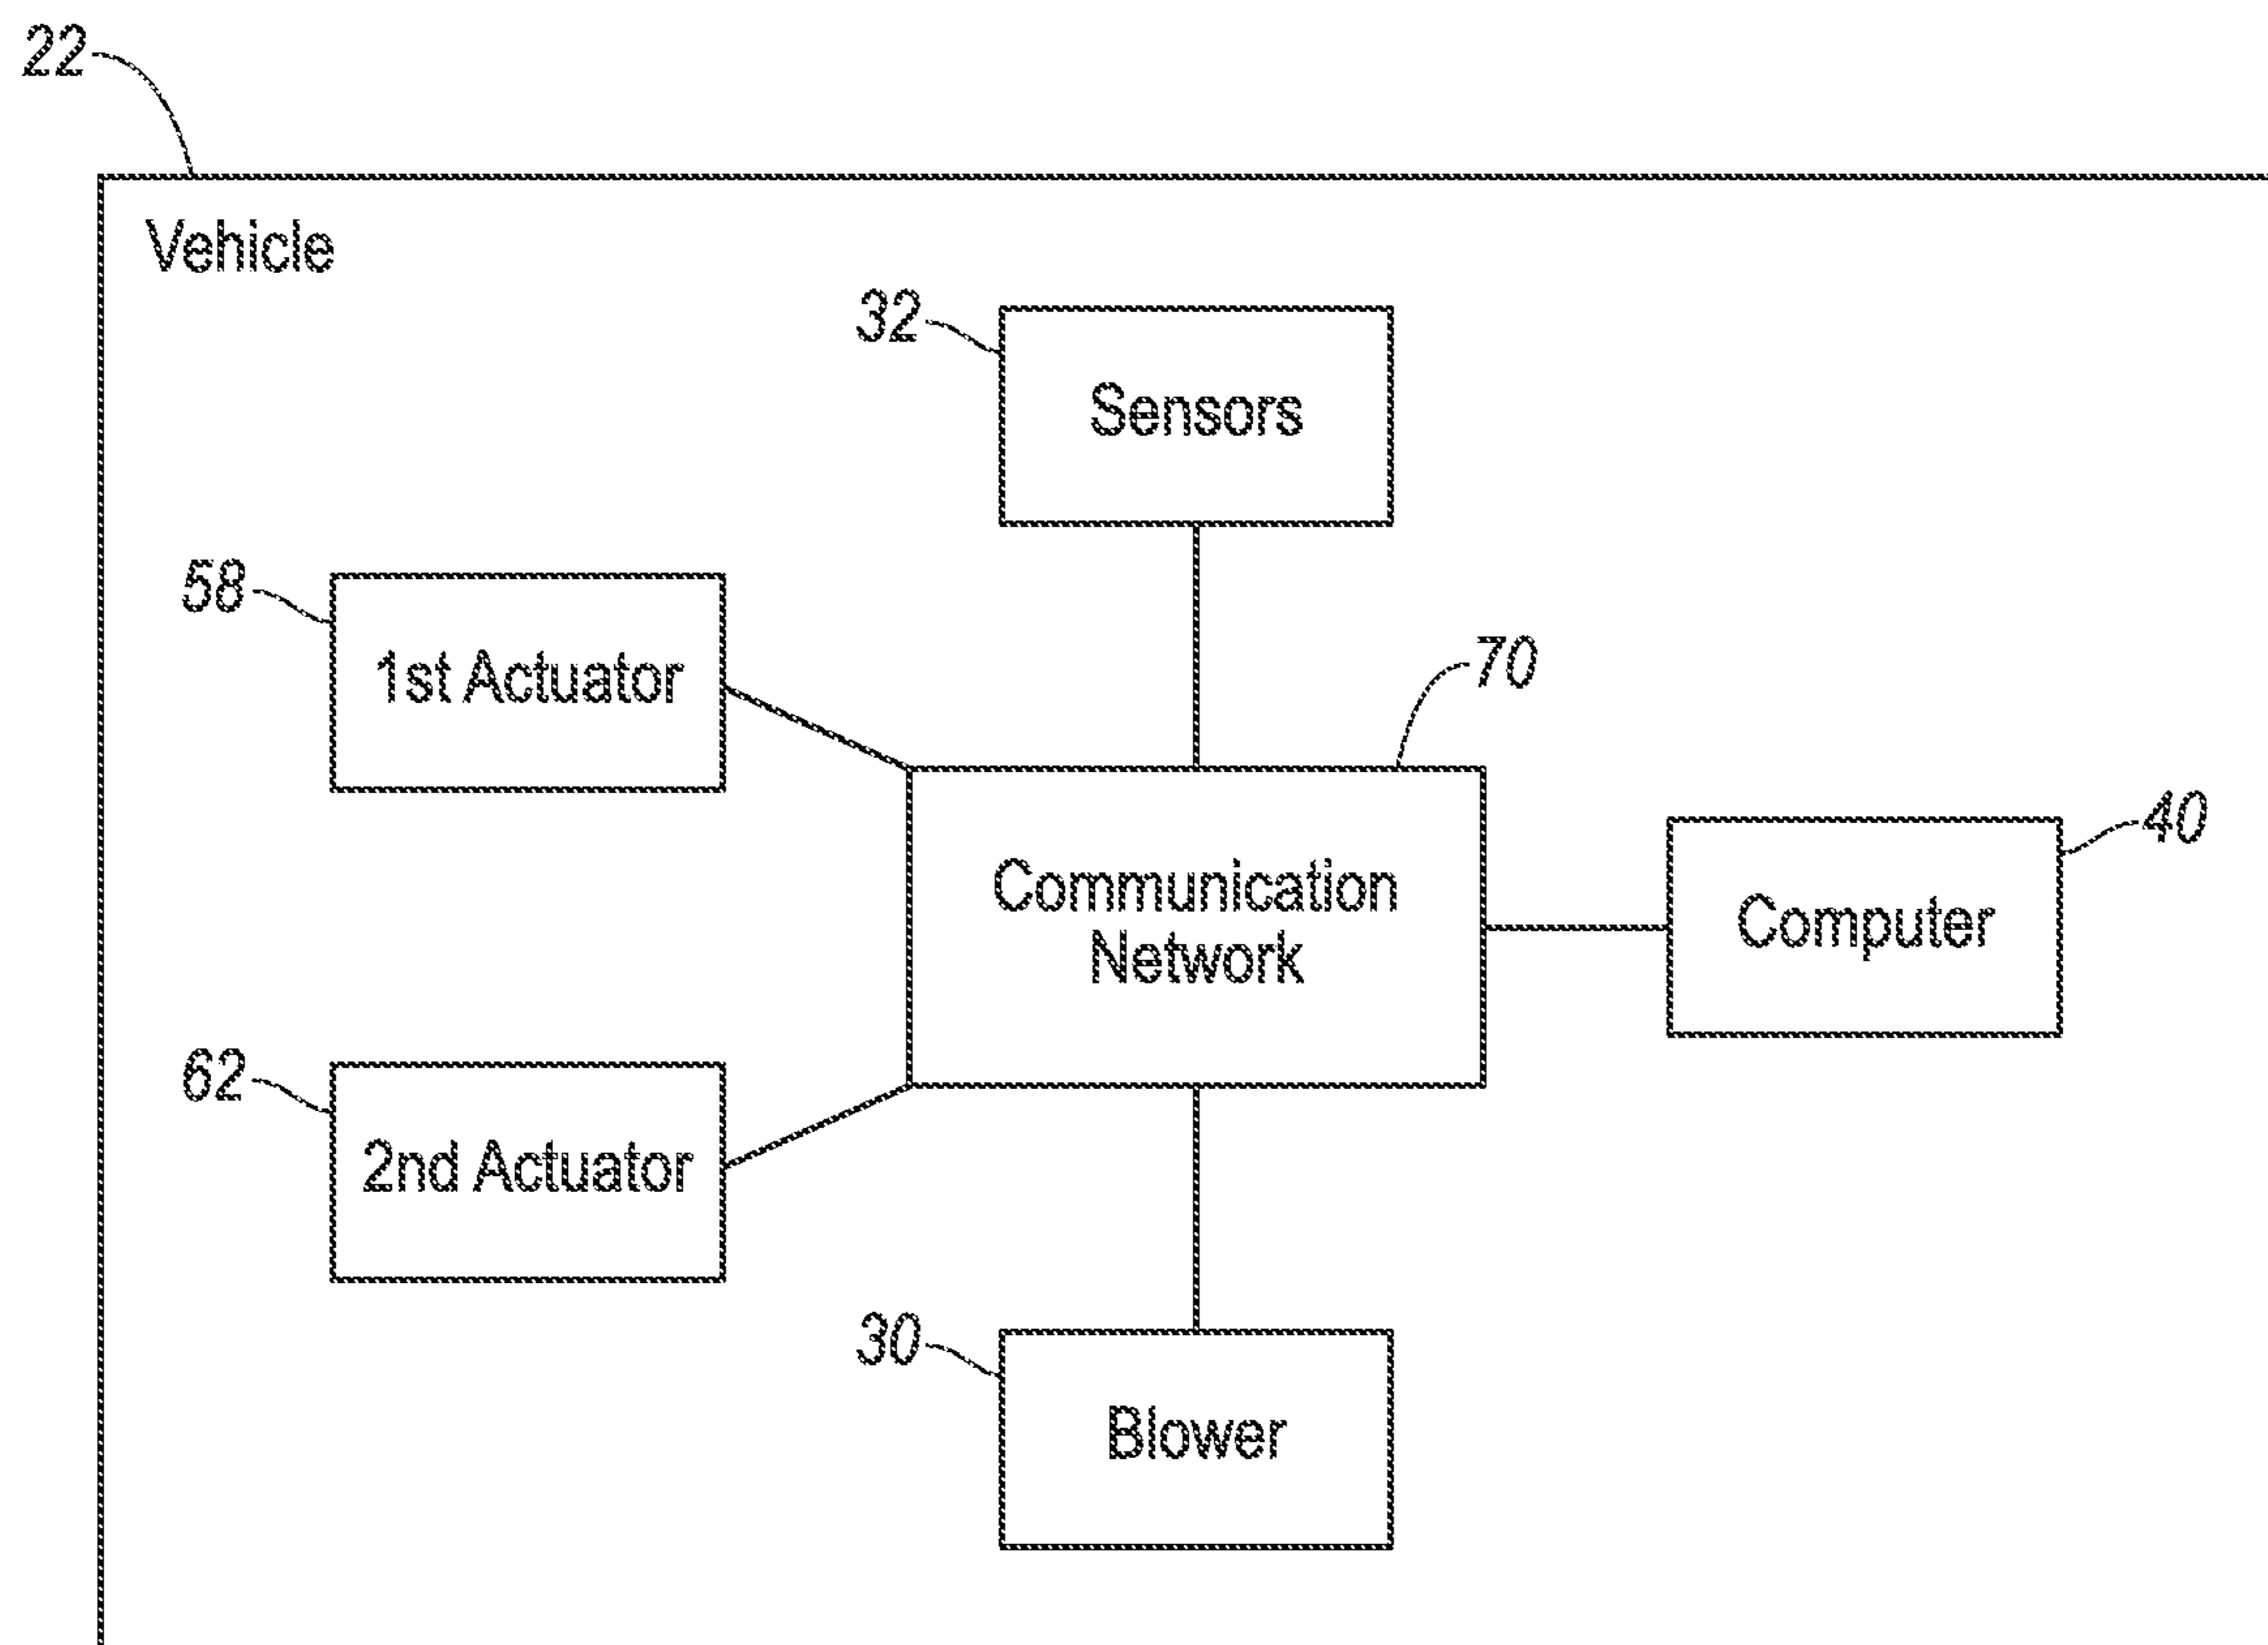 22
Vehicle
32
Sensors
58
1st Actuator
70
Communication
Network
40
Computer
62
2nd Actuator
30
Blower